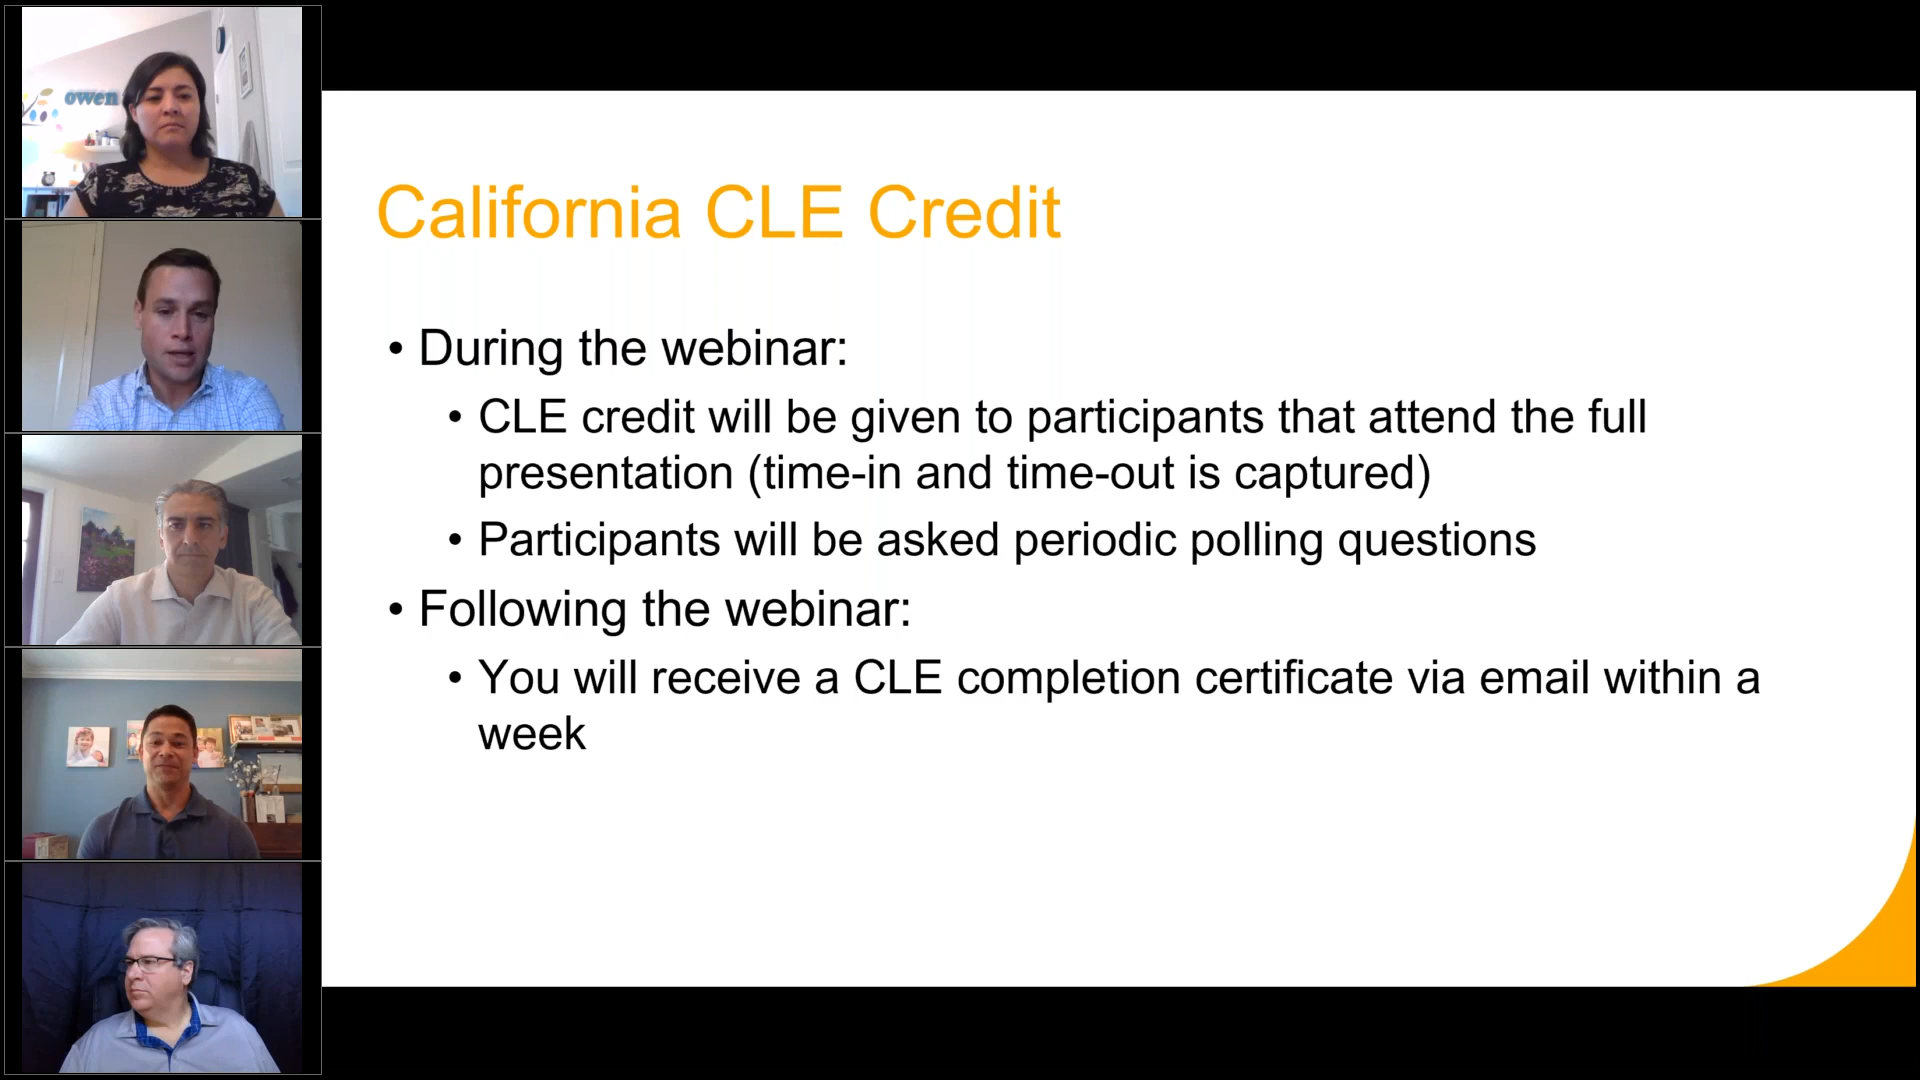 owen
California CLE Credit
• During the webinar:
• CLE credit will be given to participants that attend the full
presentation (time-in and time-out is captured)
• Participants will be asked periodic polling questions
• Following the webinar:
• You will receive a CLE completion certificate via email within a
week